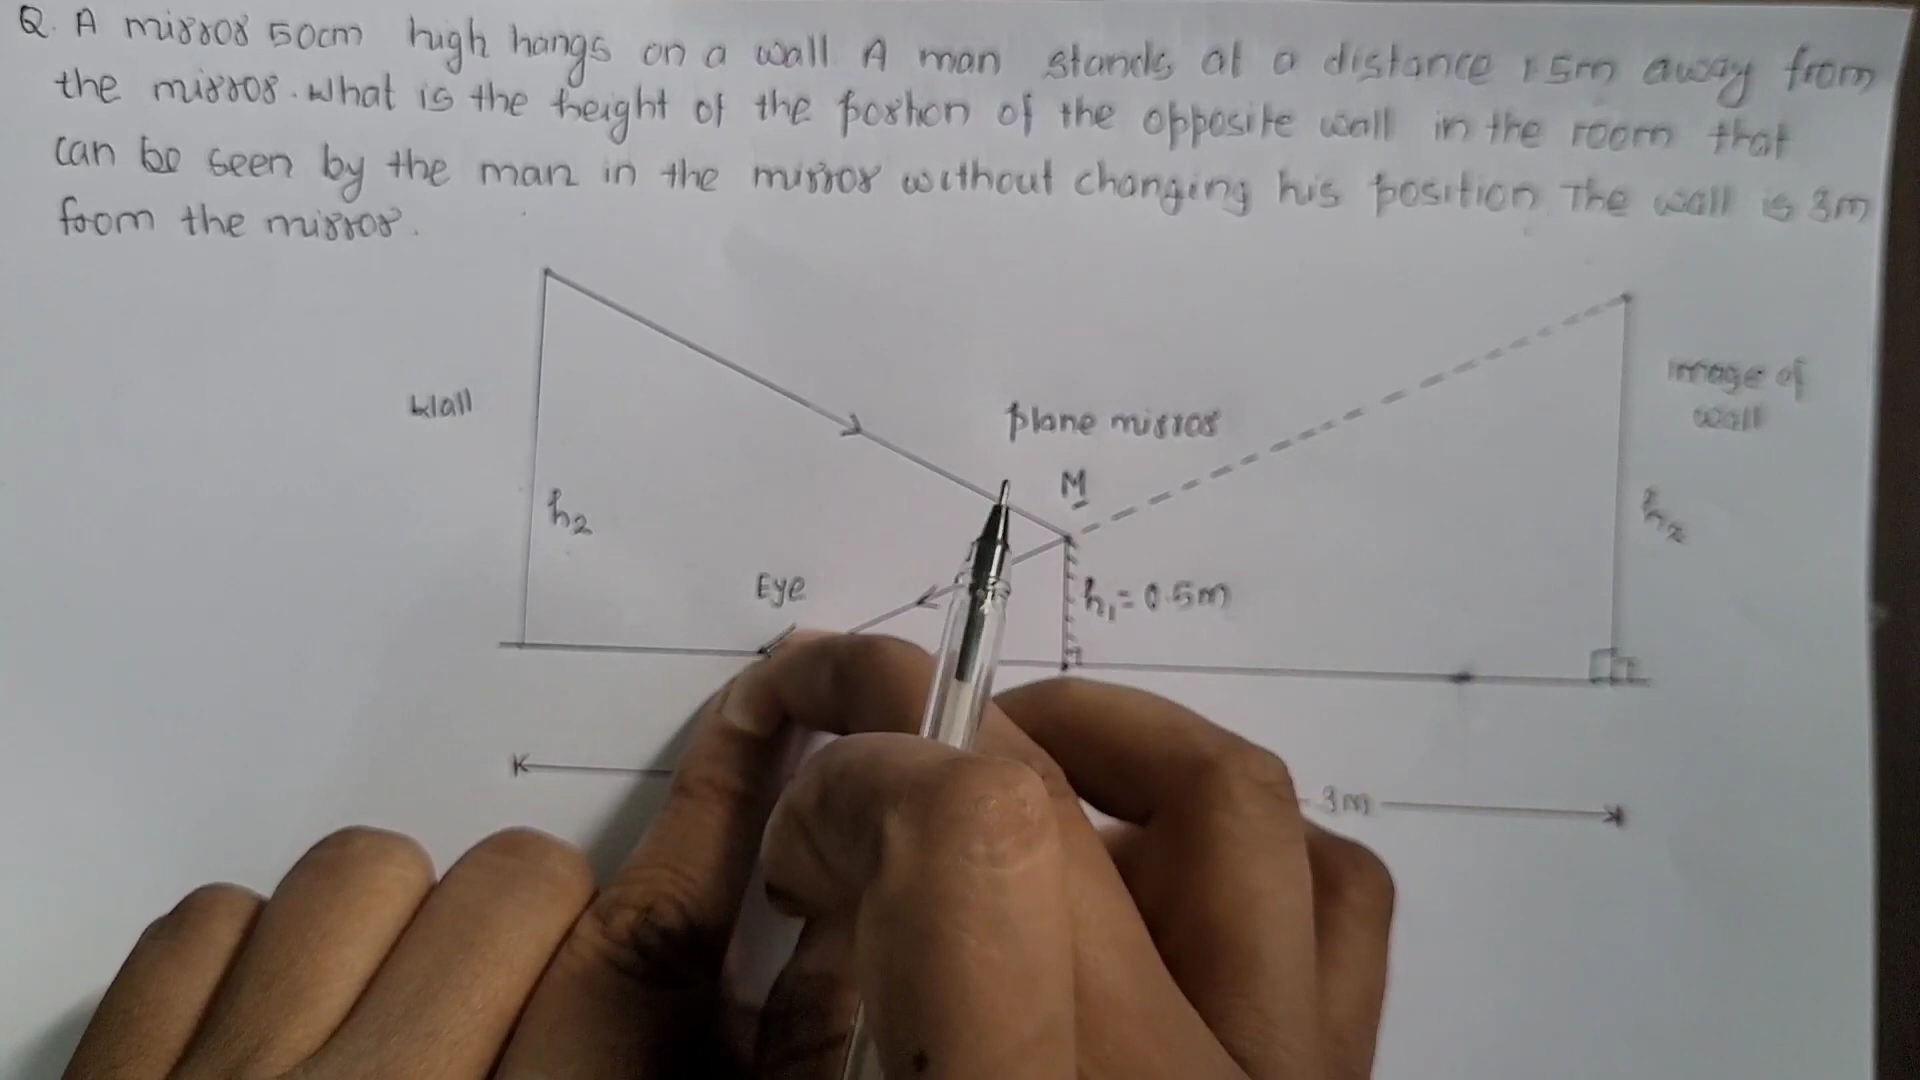 Q. A mirror 50cm high hangs on a wall A man stands at a distance 1.5m away from
the mirror. What is the height of the portion of the opposite wall in the room that
can be seen by the man in the mirror without changing his position The wall is 3m
from the mirror.
Wall
plane mirror
image of
wall
M
h2
h2
Eye
h1 = 0.5m
3m